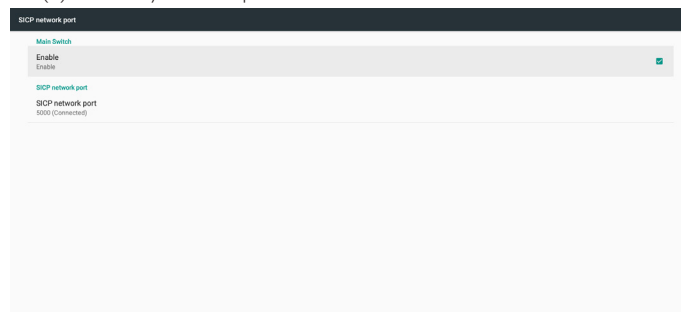 SICP network port
Main Switch
Enable
Enable
SICP network port
SICP network port
5000 (Connected)